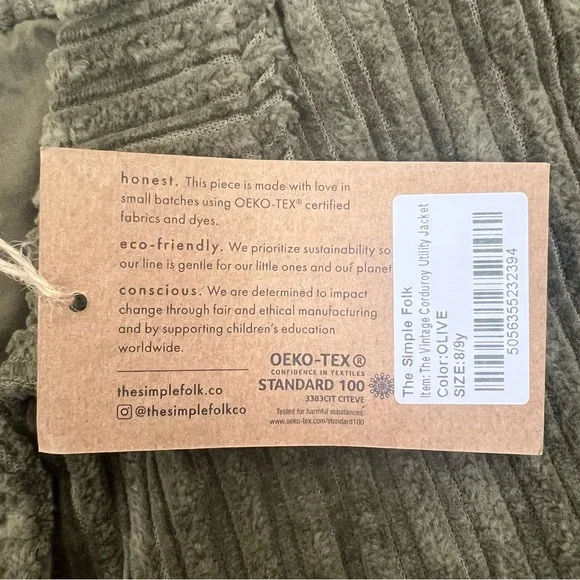 honest. This piece is made with love in
small batches using OEKO-TEX® certified
fabrics and dyes.
eco-friendly. We prioritize sustainability so
our line is gentle for our little ones and our planet
conscious. We are determined to impact
change through fair and ethical manufacturing
and by supporting children's education
worldwide.
thesimplefolk.co
@thesimplefolkco
OEKO-TEX®
CONFIDENCE IN TEXTILES
STANDARD 100
3383CIT CITEVE
Tested for harmful substances.
www.oeko-tex.com/standard100
The Simple Folk
Item:The Vintage Corduroy Utility Jacket
Color:OLIVE
SIZE:8/9y
5056355232394